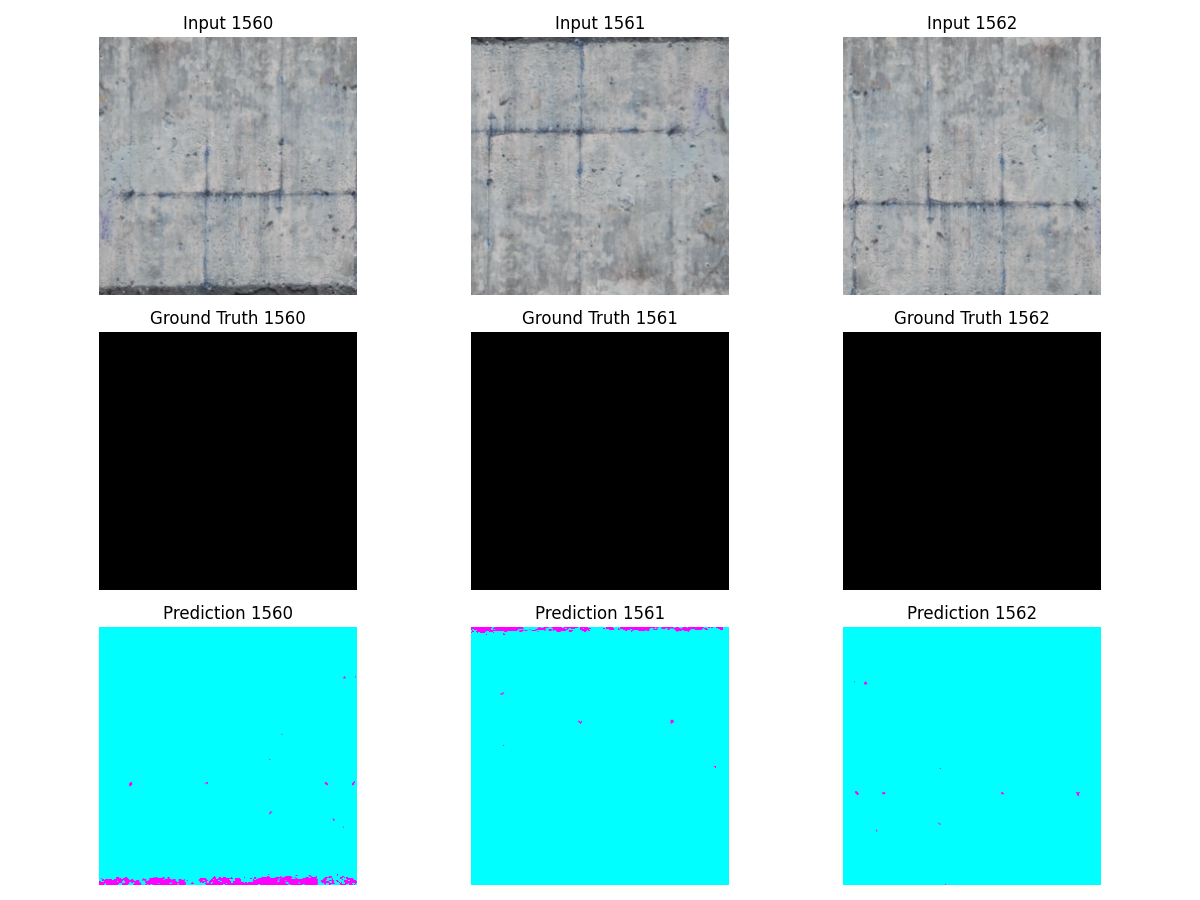 Input 1560
Input 1561
Input 1562
Ground Truth 1560
Ground Truth 1561
Ground Truth 1562
Prediction 1560
Prediction 1561
Prediction 1562